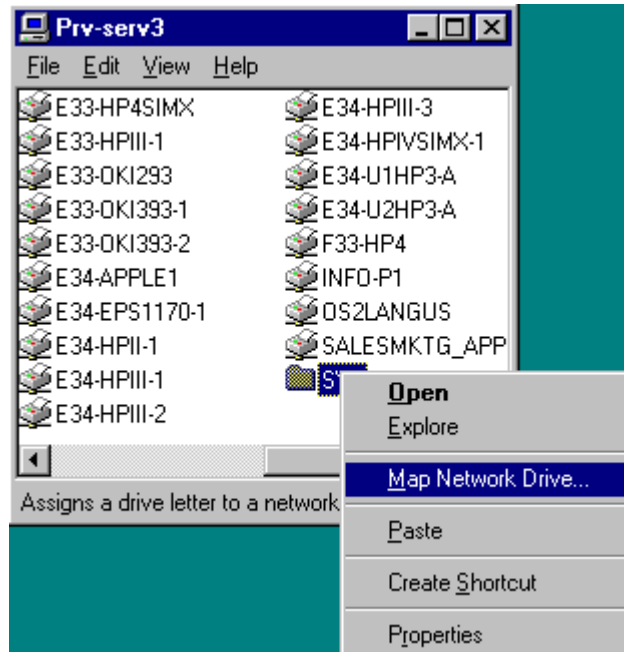 Prv-serv3
File Edit View Help
E33-HP4SIMX
E33-HPIII-1
E33-OKI293
E33-OKI393-1
E33-OKI393-2
E34-APPLE1
E34-EPS1170-1
E34-HPII-1
E34-HPIII-1
E34-HPIII-2
E34-HPIII-3
E34-HPIVSIMX-1
E34-U1HP3-A
E34-U2HP3-A
F33-HP4
INFO-P1
OS2LANGUS
SALESMKTG_APP
Open
Explore
Map Network Drive...
Paste
Create Shortcut
Properties
Assigns a drive letter to a network